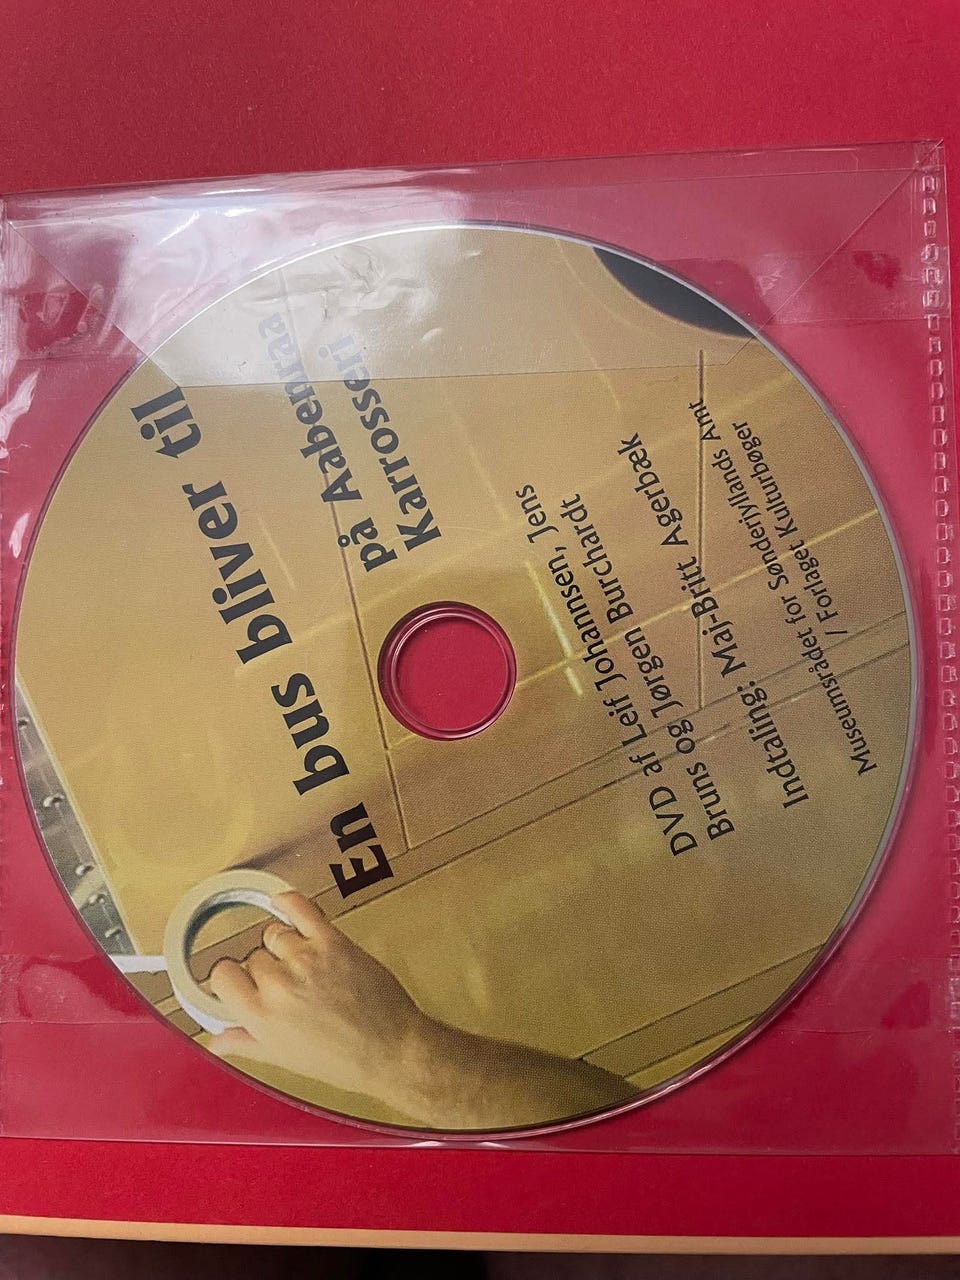 En bus bliver til
på Aabenraa
Karrosseri
DVD af Leif Johannsen, Jens
Bruns og Jørgen Burchardt
Indtaling: Maj-Britt Agerbæk
Museumsrådet for Sønderjyllands Amt
/ Forlaget Kulturbøger